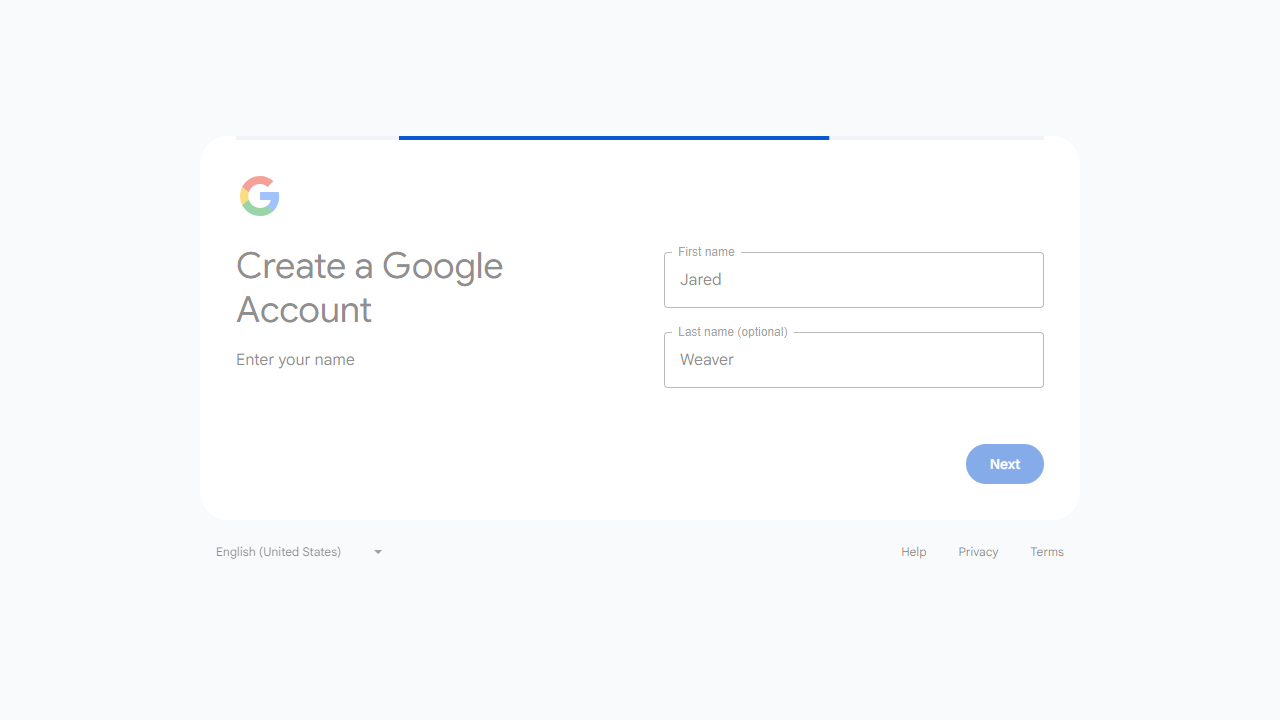 Create a Google
Account
Enter your name
First name
Jared
Last name (optional)
Weaver
Next
English (United States)
Help
Privacy
Terms